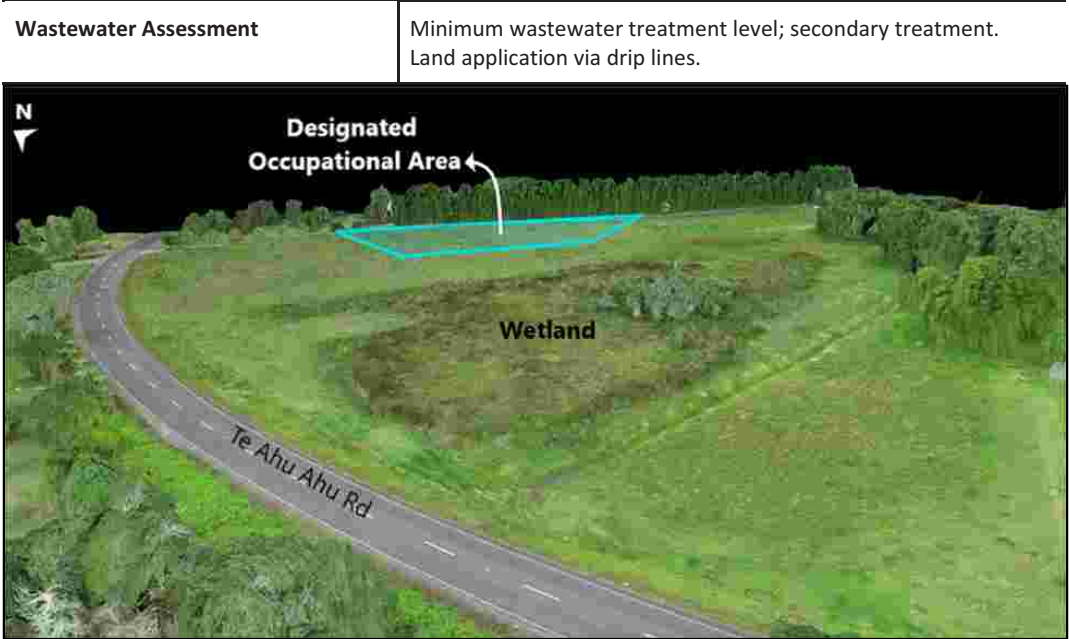 Wastewater Assessment
Minimum wastewater treatment level; secondary treatment.
Land application via drip lines.
N
Designated
Occupational Area
Wetland
Te Ahu Ahu Rd